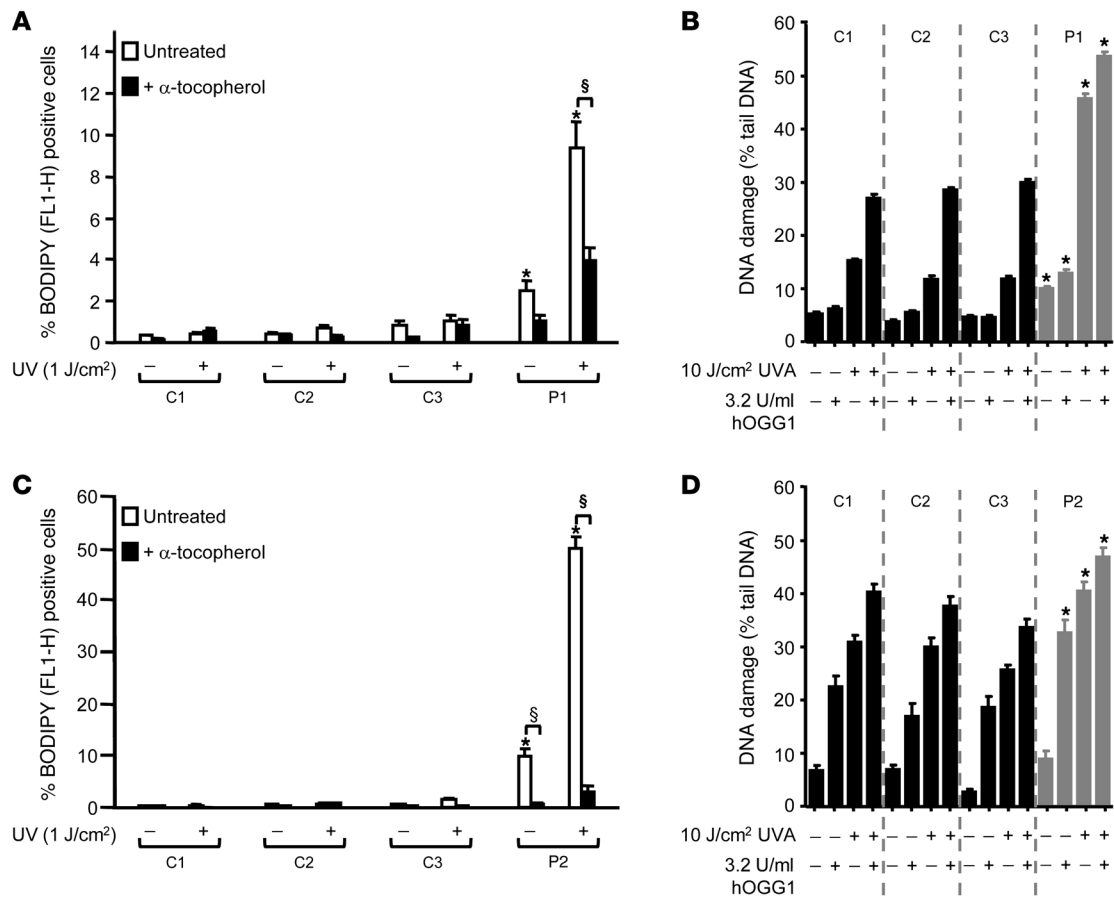 A
% BODIPY (FL1-H) positive cells
14
12
10
8
6
4
2
0
Untreated
+ α-tocopherol
*
*
§
UV (1 J/cm²)
– + – + – + – +
C1 C2 C3 P1
B
DNA damage (% tail DNA)
60
50
40
30
20
10
0
C1 C2 C3 P1
* * * *
10 J/cm² UVA – – + + – – + + – – + + – – + +
3.2 U/ml – + – + – + – + – + – + – + – +
hOGG1
C
% BODIPY (FL1-H) positive cells
60
50
40
30
20
10
0
Untreated
+ α-tocopherol
*
§
*
§
UV (1 J/cm²)
– + – + – + – +
C1 C2 C3 P2
D
DNA damage (% tail DNA)
60
50
40
30
20
10
0
C1 C2 C3 P2
* * *
10 J/cm² UVA – – + + – – + + – – + + – – + +
3.2 U/ml – + – + – + – + – + – + – + – +
hOGG1